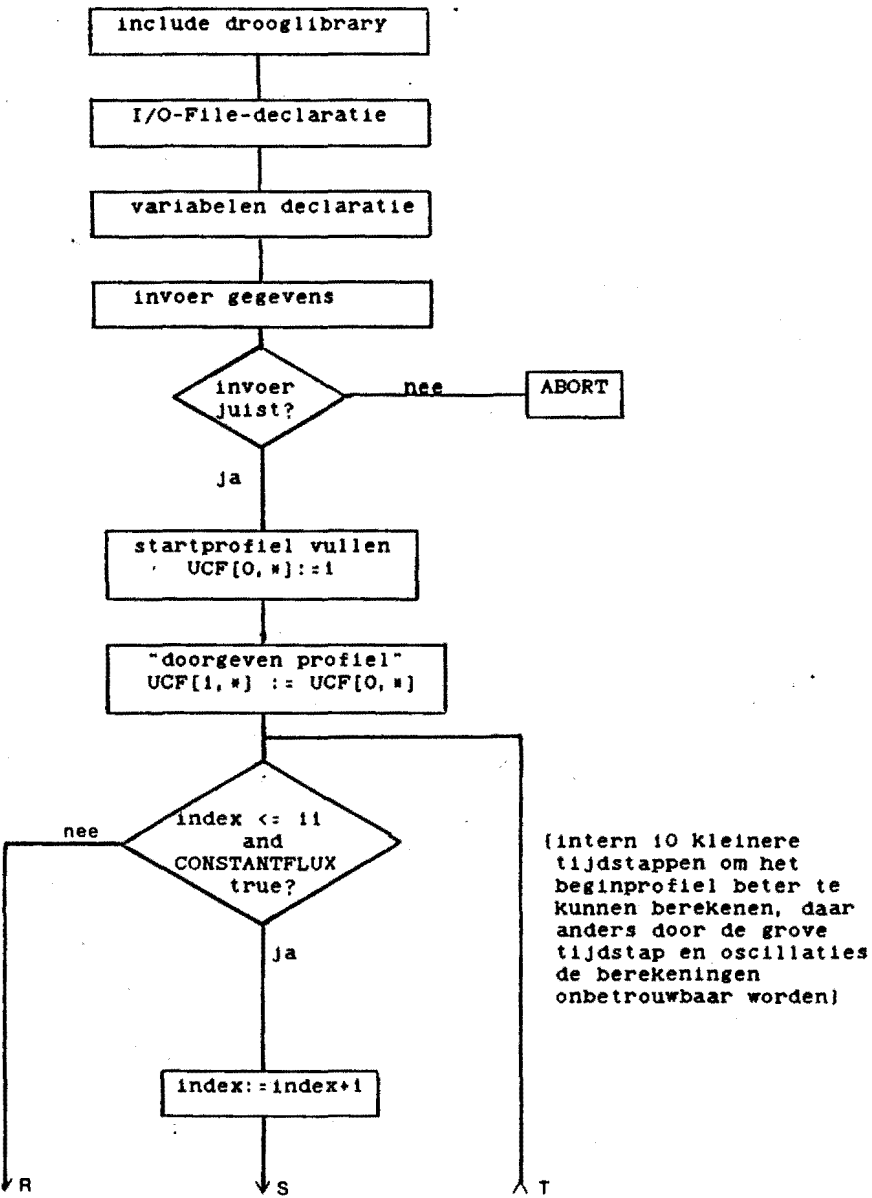 include drooglibrary
I/O-File-declaratie
variabelen declaratie
invoer gegevens
invoer
juist?
nee
ABORT
ja
startprofiel vullen
UCF[0,*]:=1
"doorgeven profiel"
UCF[1,*] := UCF[0,*]
nee
index <= 11
and
CONSTANTFLUX
true?
{intern 10 kleinere
tijdstappen om het
beginprofiel beter te
kunnen berekenen, daar
anders door de grove
tijdstap en oscillaties
de berekeningen
onbetrouwbaar worden}
ja
index:=index+1
R
S
T